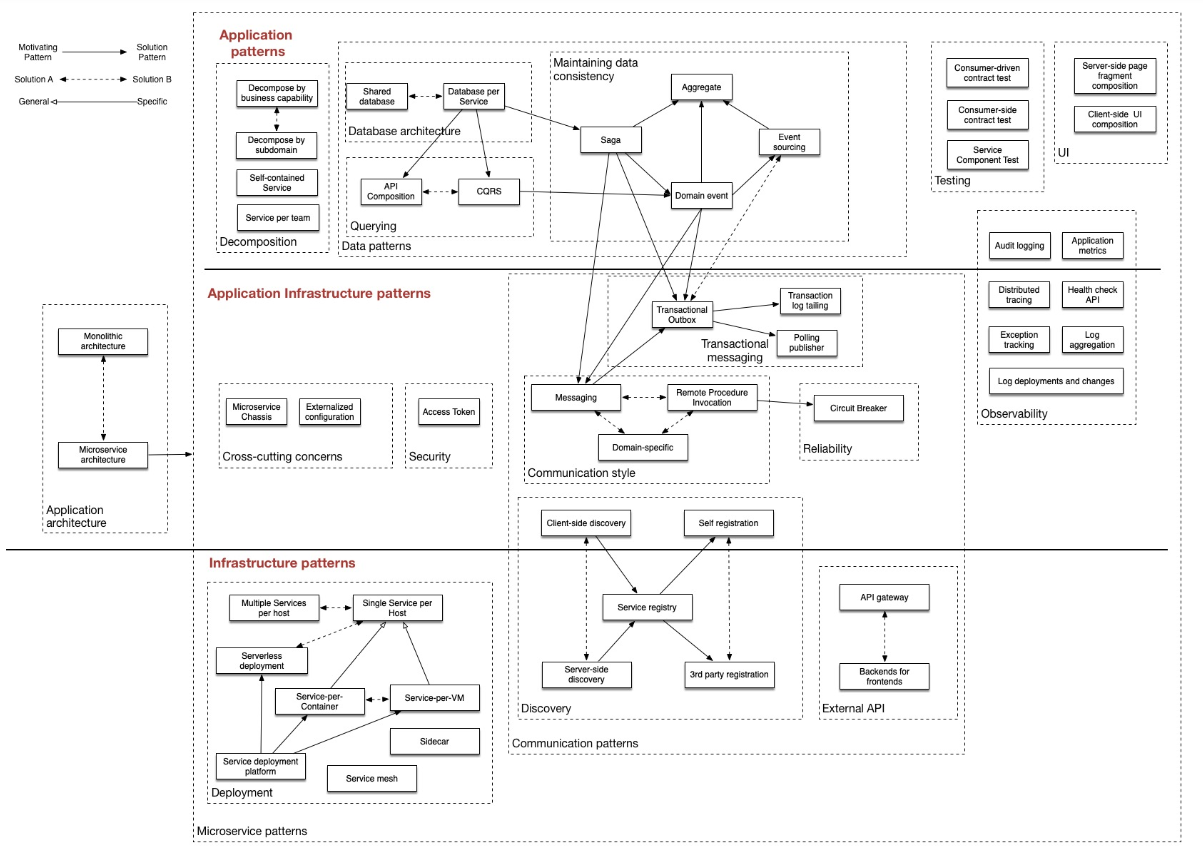 Motivating
Pattern
Solution
Pattern
Solution A
Solution B
General
Specific
Application
patterns
Decompose by
business capability
Decompose by
subdomain
Self-contained
Service
Service per team
Decomposition
Shared
database
Database per
Service
Database architecture
API
Composition
CQRS
Querying
Data patterns
Maintaining data
consistency
Aggregate
Saga
Event
sourcing
Domain event
Consumer-driven
contract test
Consumer-side
contract test
Service
Component Test
Testing
Server-side page
fragment
composition
Client-side UI
composition
UI
Audit logging
Application
metrics
Distributed
tracing
Health check
API
Exception
tracking
Log
aggregation
Log deployments and changes
Observability
Application Infrastructure patterns
Monolithic
architecture
Microservice
architecture
Application
architecture
Microservice
Chassis
Externalized
configuration
Cross-cutting concerns
Access Token
Security
Transactional
Outbox
Transaction
log tailing
Polling
publisher
Transactional
messaging
Messaging
Remote Procedure
Invocation
Domain-specific
Communication style
Circuit Breaker
Reliability
Client-side discovery
Self registration
Service registry
Server-side
discovery
3rd party registration
Discovery
Communication patterns
API gateway
Backends for
frontends
External API
Infrastructure patterns
Multiple Services
per host
Single Service per
Host
Serverless
deployment
Service-per-
Container
Service-per-VM
Sidecar
Service deployment
platform
Service mesh
Deployment
Microservice patterns